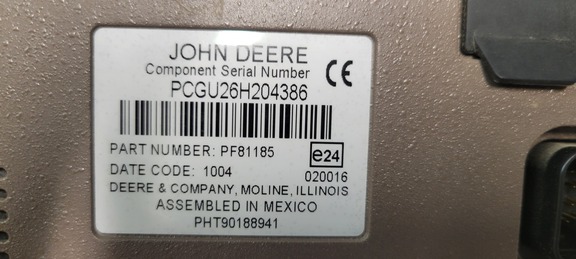 JOHN DEERE
Component Serial Number
CE
PCGU26H204386
PART NUMBER: PF81185
e24
DATE CODE: 1004
020016
DEERE & COMPANY, MOLINE, ILLINOIS
ASSEMBLED IN MEXICO
PHT90188941